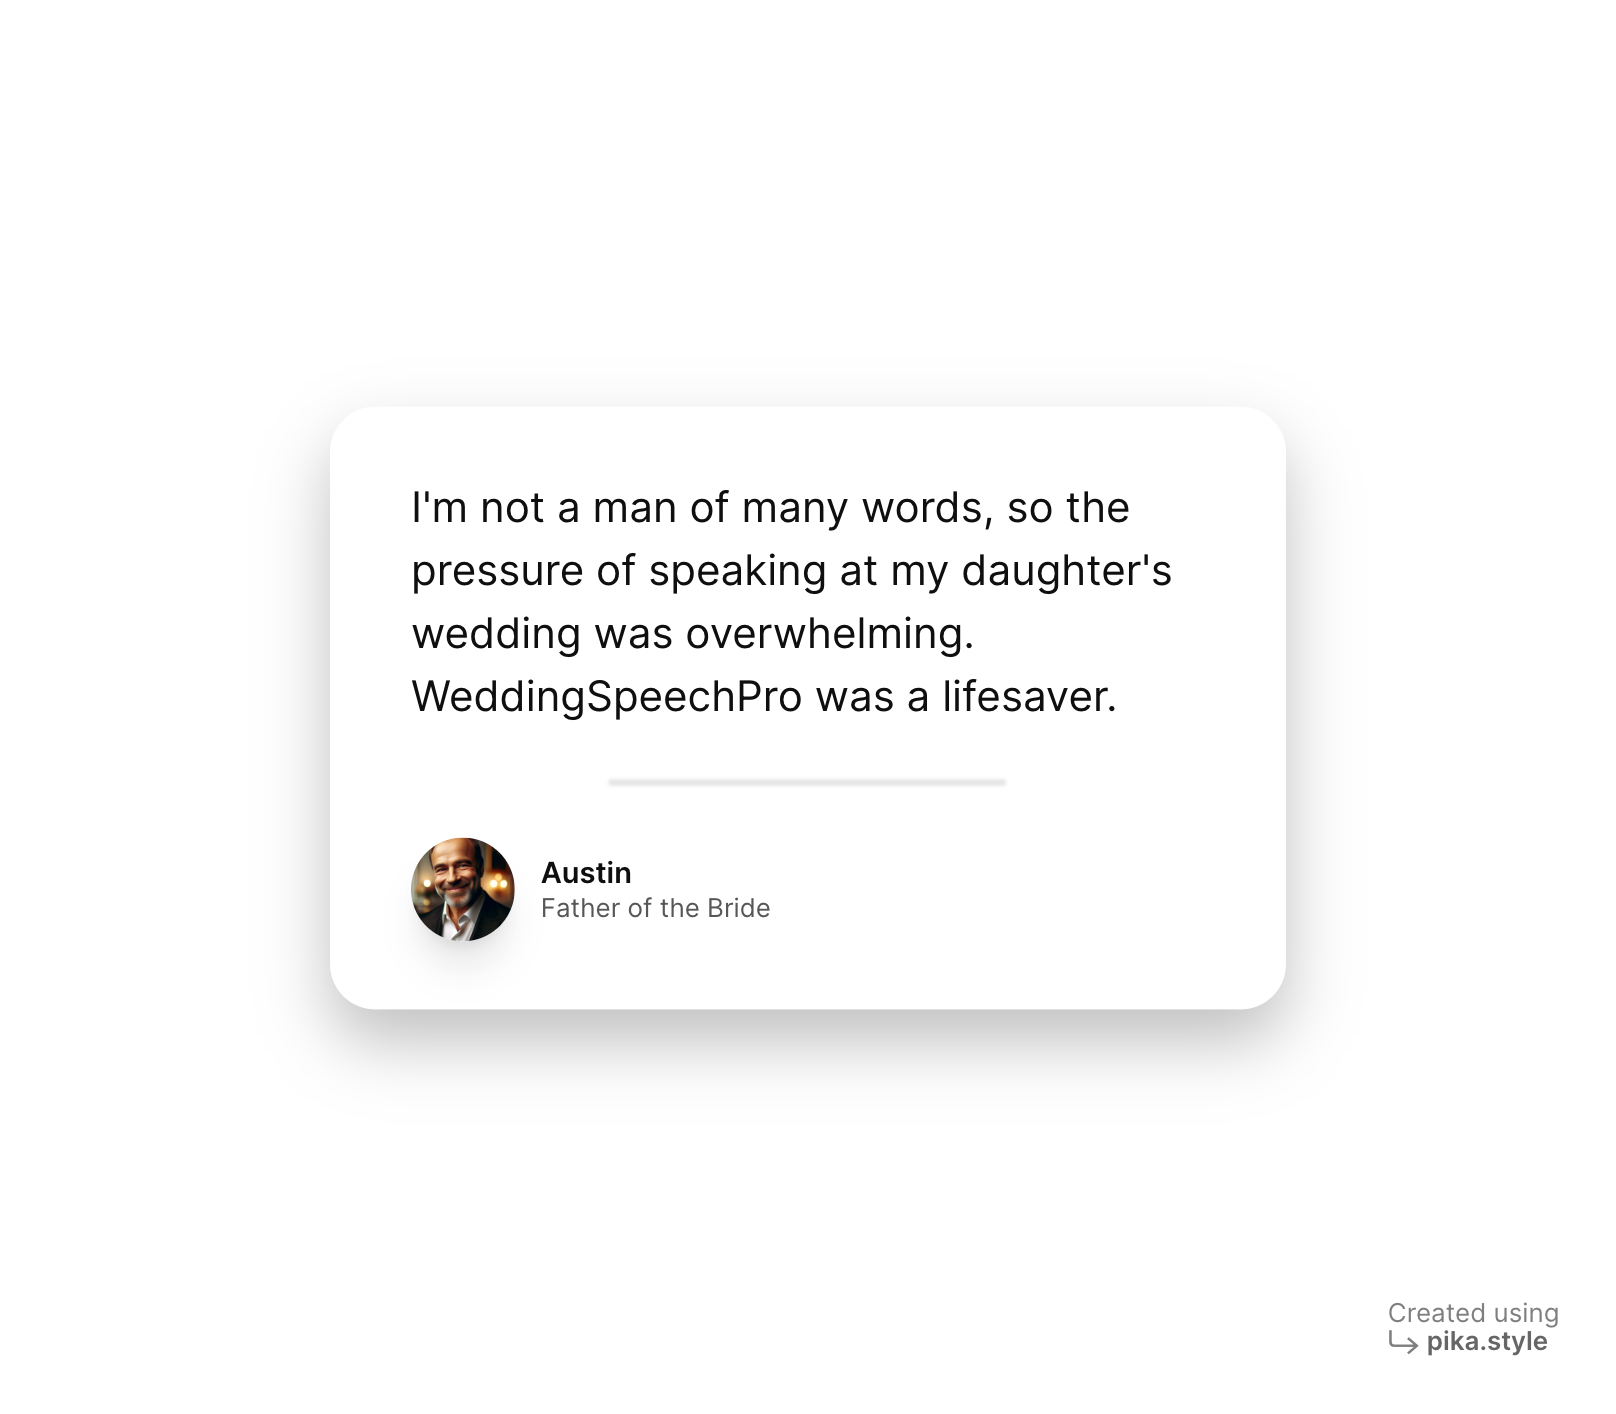 I'm not a man of many words, so the
pressure of speaking at my daughter's
wedding was overwhelming.
WeddingSpeechPro was a lifesaver.
Austin
Father of the Bride
Created using
pika.style